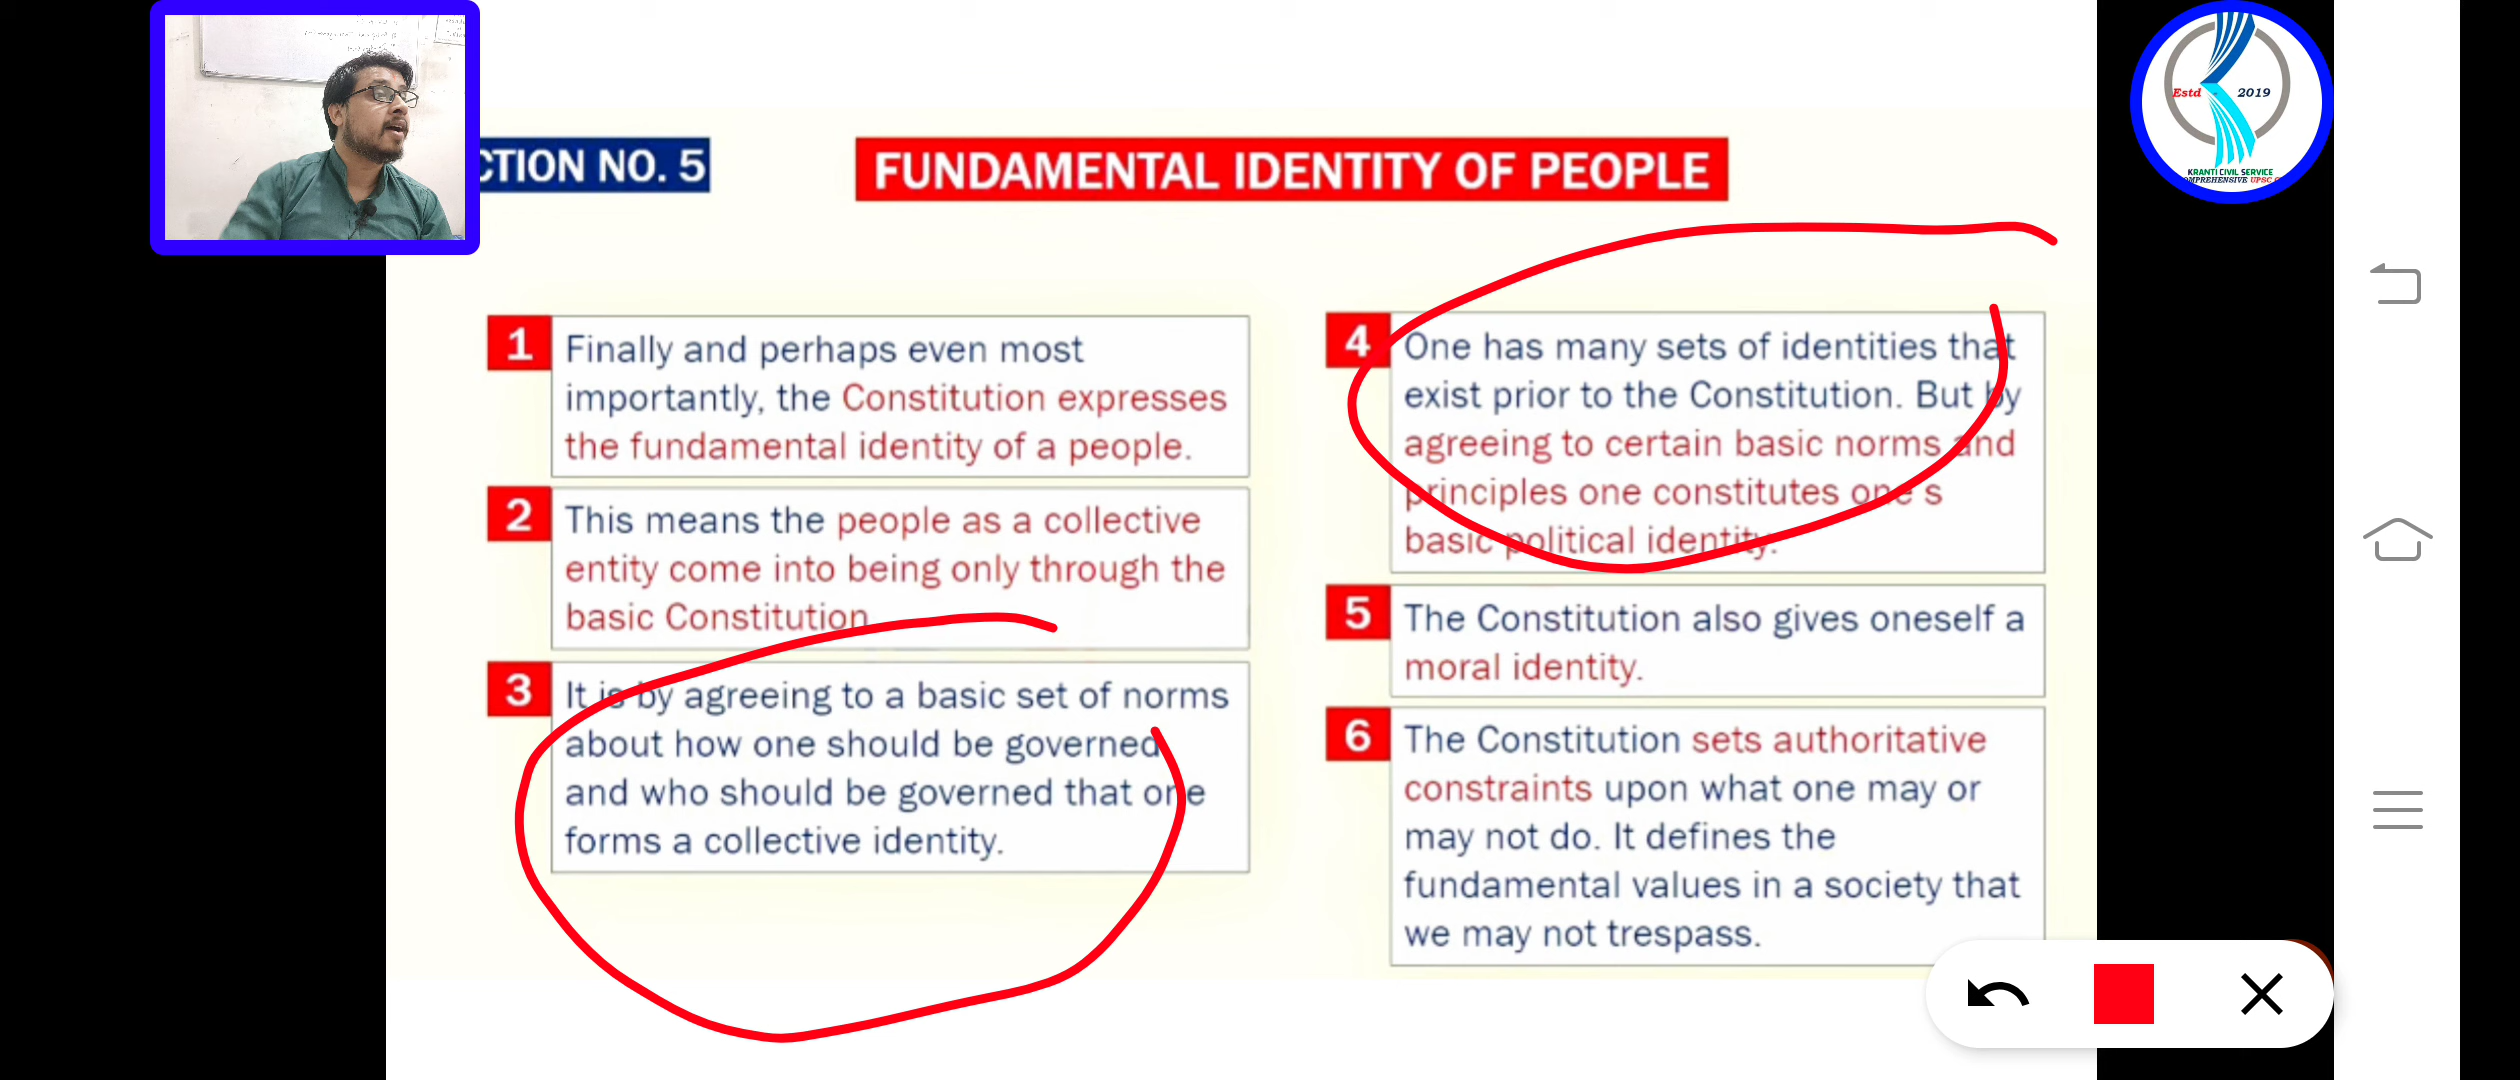 CTION NO. 5
FUNDAMENTAL IDENTITY OF PEOPLE
1
Finally and perhaps even most
importantly, the Constitution expresses
the fundamental identity of a people.
2
This means the people as a collective
entity come into being only through the
basic Constitution
3
It is by agreeing to a basic set of norms
about how one should be governed
and who should be governed that one
forms a collective identity.
4
One has many sets of identities that
exist prior to the Constitution. But by
agreeing to certain basic norms and
principles one constitutes one s
basic political identity.
5
The Constitution also gives oneself a
moral identity.
6
The Constitution sets authoritative
constraints upon what one may or
may not do. It defines the
fundamental values in a society that
we may not trespass.
Estd - 2019
KRANTI CIVIL SERVICE
OMPREHENSIVE UPSC C